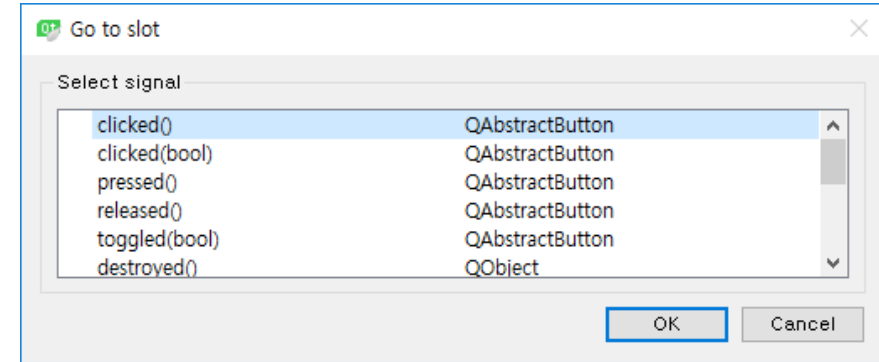 Go to slot
Select signal
clicked() QAbstractButton
clicked(bool) QAbstractButton
pressed() QAbstractButton
released() QAbstractButton
toggled(bool) QAbstractButton
destroyed() QObject
OK Cancel